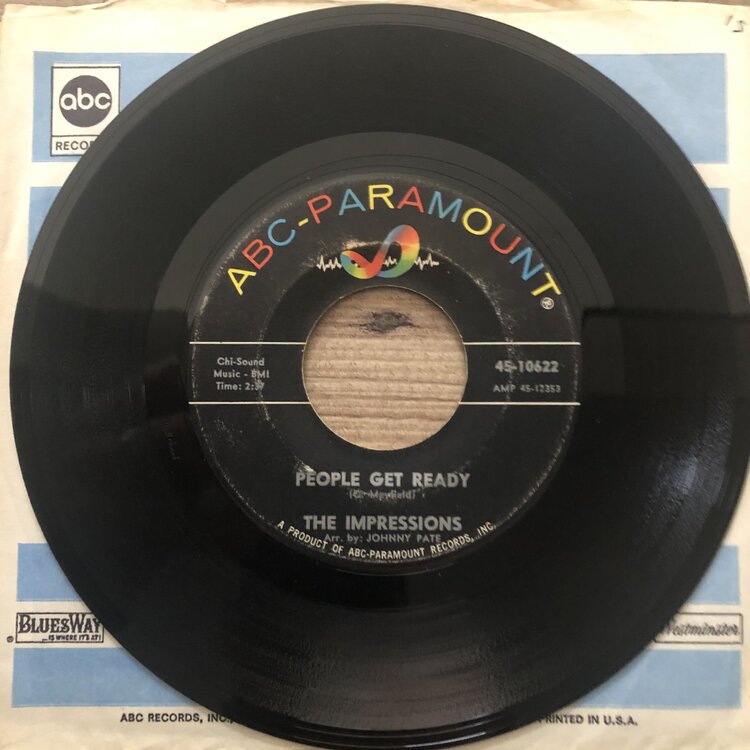 abc
ABC-PARAMOUNT
®
Chi-Sound
Music - BMI
Time: 2:37
45-10622
AMP 45-12353
PEOPLE GET READY
(C. Mayfield)
THE IMPRESSIONS
Arr. by: JOHNNY PATE
A PRODUCT OF ABC-PARAMOUNT RECORDS, INC.
® BLUESWAY
...IS WHERE IT'S AT!
Westminster
ABC RECORDS, INC.,
PRINTED IN U.S.A.